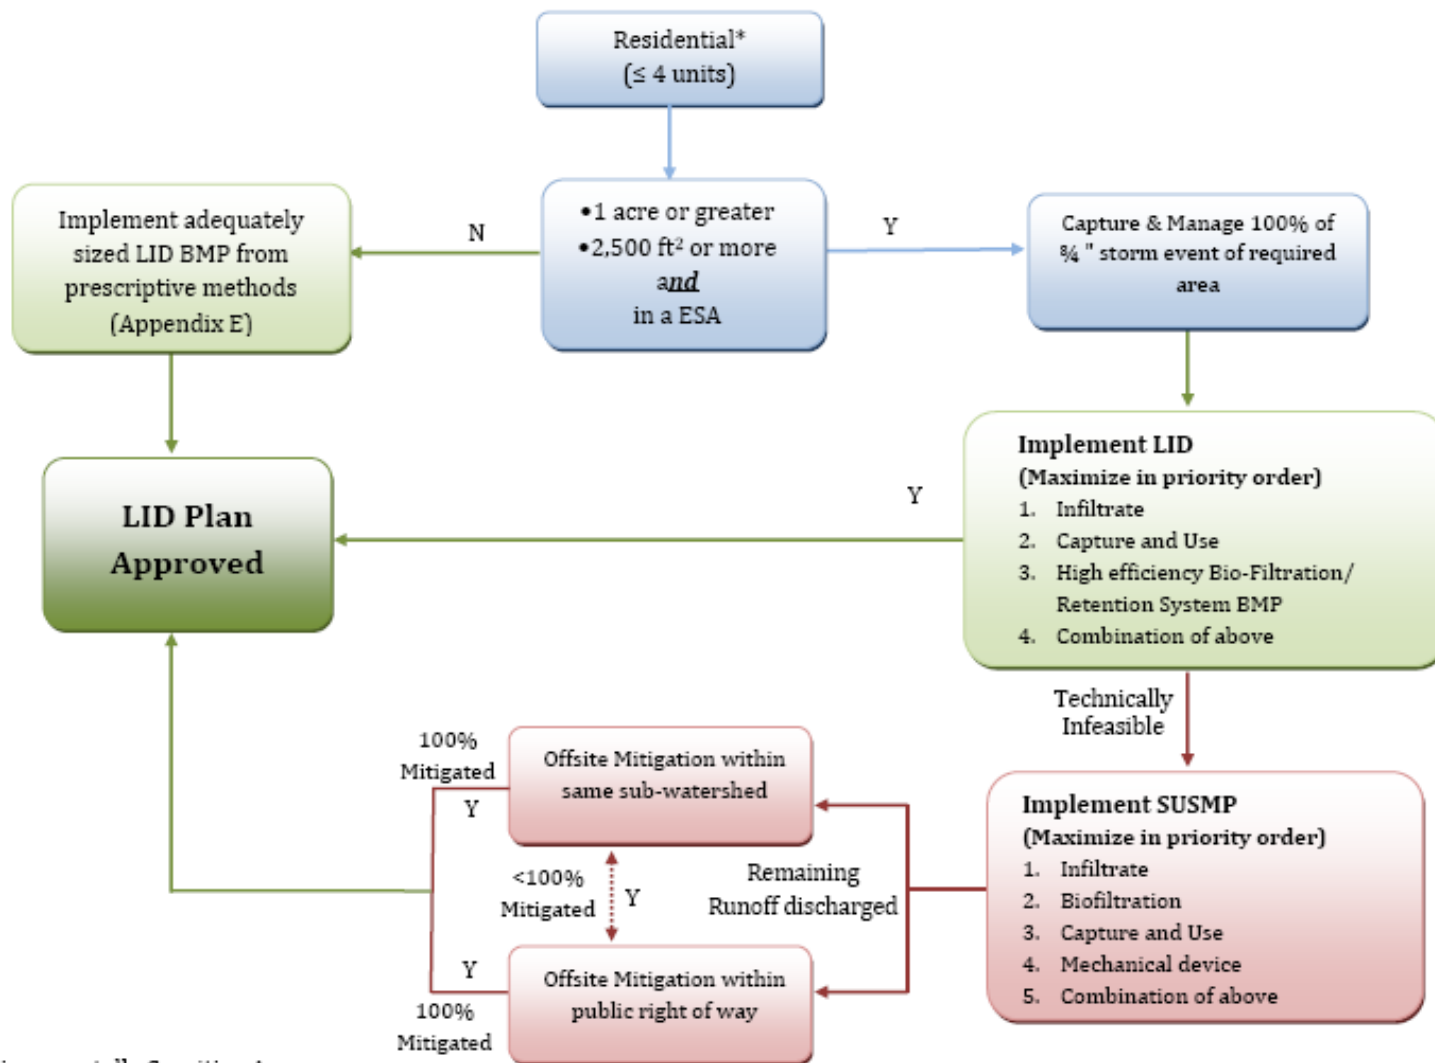 Residential*
(≤ 4 units)
•1 acre or greater
•2,500 ft² or more
and
in a ESA
N
Y
Implement adequately
sized LID BMP from
prescriptive methods
(Appendix E)
Capture & Manage 100% of
¾ " storm event of required
area
LID Plan
Approved
Y
Implement LID
(Maximize in priority order)
1. Infiltrate
2. Capture and Use
3. High efficiency Bio-Filtration/
Retention System BMP
4. Combination of above
Technically
Infeasible
Implement SUSMP
(Maximize in priority order)
1. Infiltrate
2. Biofiltration
3. Capture and Use
4. Mechanical device
5. Combination of above
Remaining
Runoff discharged
Offsite Mitigation within
same sub-watershed
100%
Mitigated
Y
<100%
Mitigated
Y
Offsite Mitigation within
public right of way
Y
100%
Mitigated